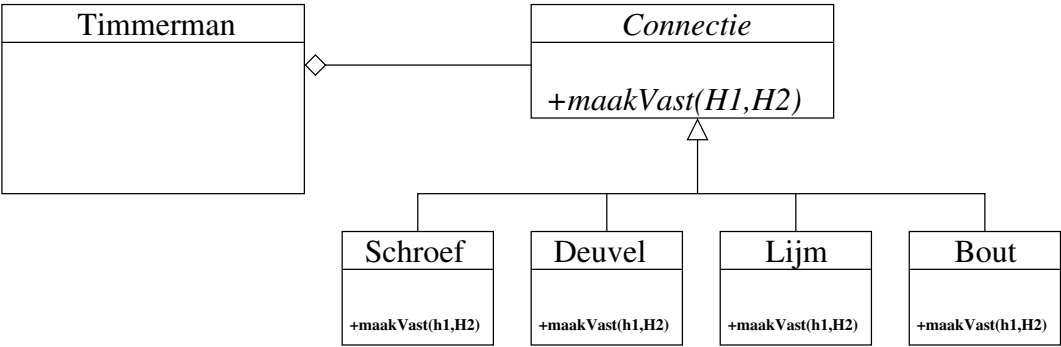 Timmerman
Connectie
+maakVast(H1,H2)
Schroef
Deuvel
Lijm
Bout
+maakVast(h1,H2)
+maakVast(h1,H2)
+maakVast(h1,H2)
+maakVast(h1,H2)